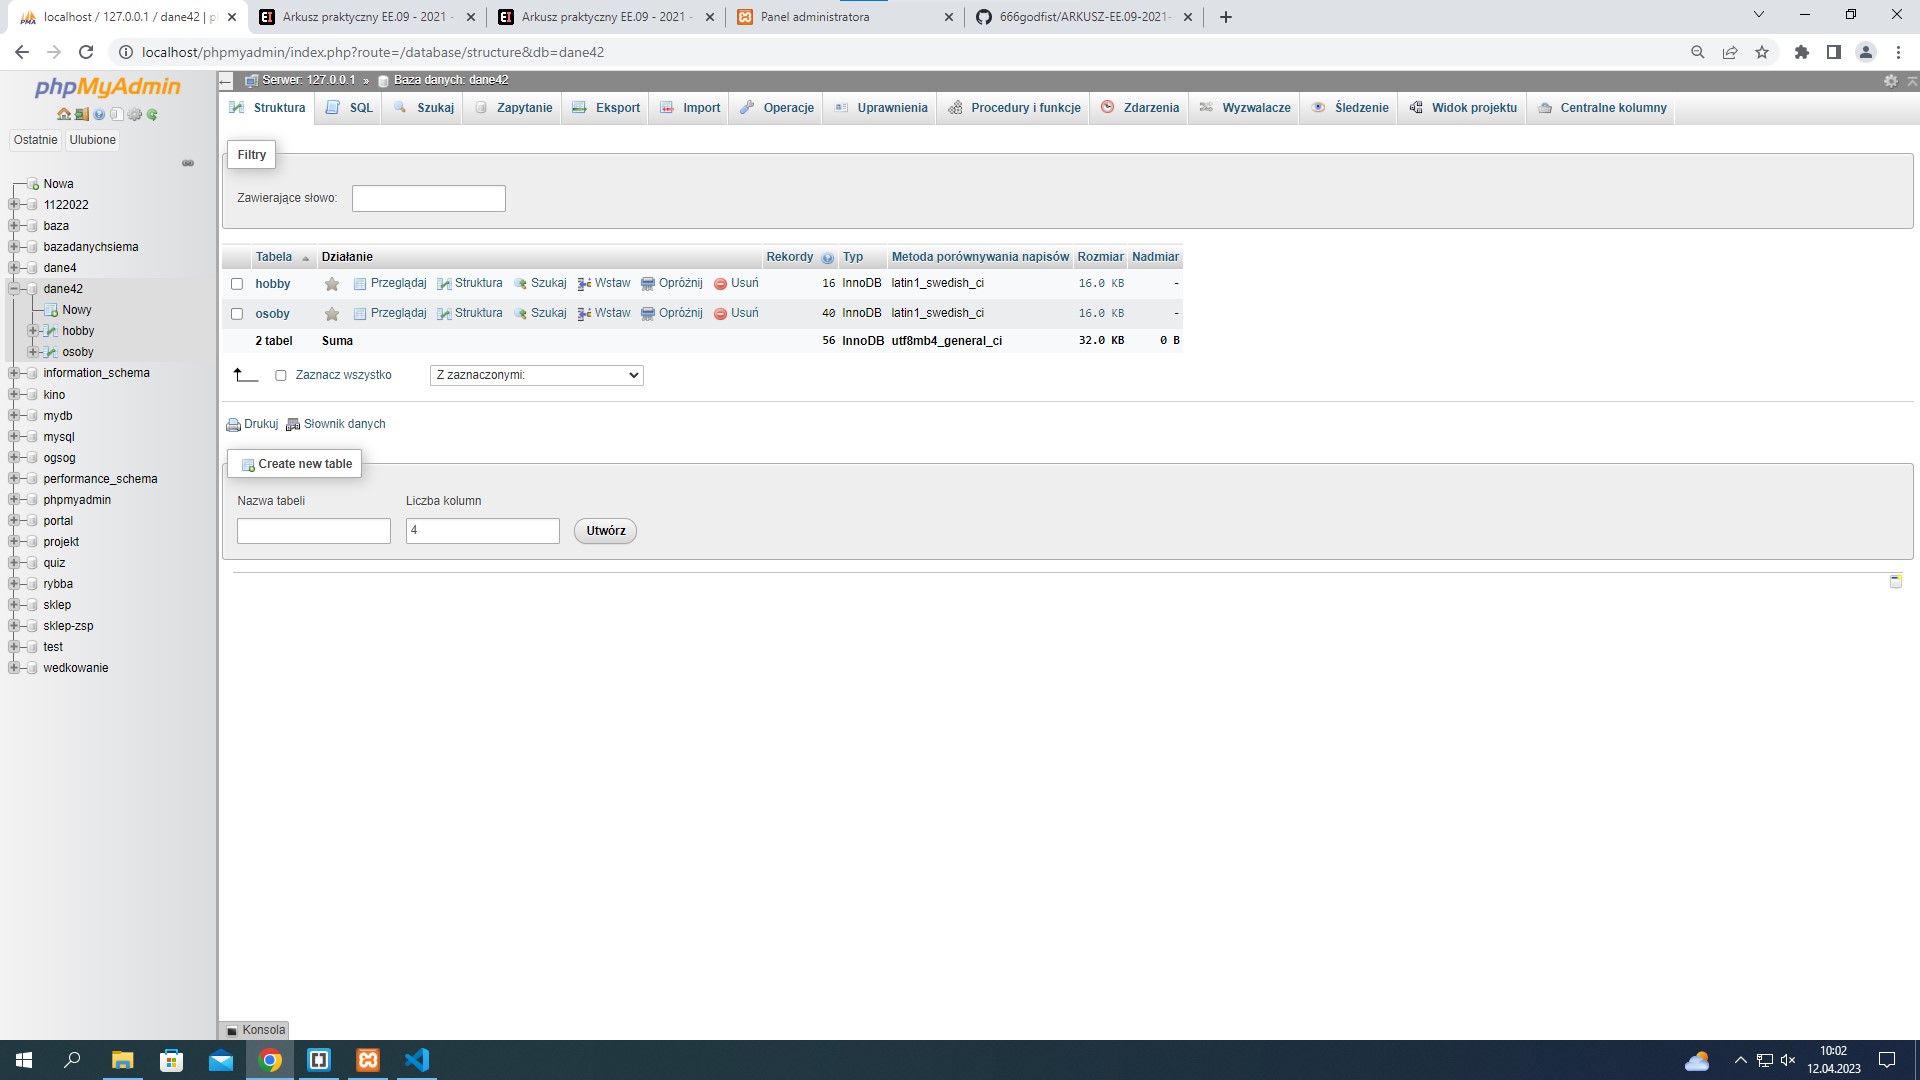 localhost / 127.0.0.1 / dane42 | p
Arkusz praktyczny EE.09 - 2021 -
Arkusz praktyczny EE.09 - 2021 -
Panel administratora
666godfist/ARKUSZ-EE.09-2021-
localhost/phpmyadmin/index.php?route=/database/structure&db=dane42
phpMyAdmin
Ostatnie Ulubione
Nowa
1122022
baza
bazadanychsiema
dane4
dane42
Nowy
hobby
osoby
information_schema
kino
mydb
mysql
ogsog
performance_schema
phpmyadmin
portal
projekt
quiz
rybba
sklep
sklep-zsp
test
wedkowanie
Serwer: 127.0.0.1 » Baza danych: dane42
Struktura SQL Szukaj Zapytanie Eksport Import Operacje Uprawnienia Procedury i funkcje Zdarzenia Wyzwalacze Śledzenie Widok projektu Centralne kolumny
Filtry
Zawierające słowo:
Tabela Działanie Rekordy Typ Metoda porównywania napisów Rozmiar Nadmiar
hobby Przeglądaj Struktura Szukaj Wstaw Opróżnij Usuń 16 InnoDB latin1_swedish_ci 16.0 KB -
osoby Przeglądaj Struktura Szukaj Wstaw Opróżnij Usuń 40 InnoDB latin1_swedish_ci 16.0 KB -
2 tabel Suma 56 InnoDB utf8mb4_general_ci 32.0 KB 0 B
Zaznacz wszystko Z zaznaczonymi:
Drukuj Słownik danych
Create new table
Nazwa tabeli Liczba kolumn
4 Utwórz
Konsola
10:02
12.04.2023